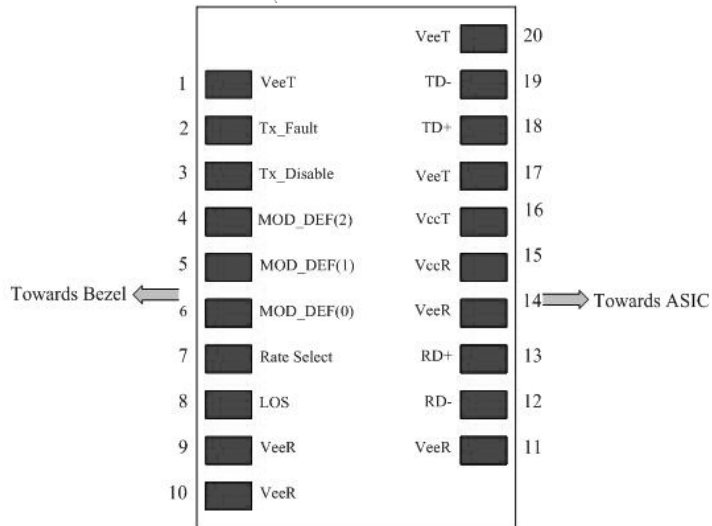 VeeT 20
1 VeeT
TD- 19
2 Tx_Fault
TD+ 18
3 Tx_Disable
VeeT 17
4 MOD_DEF(2)
VccT 16
5 MOD_DEF(1)
VccR 15
Towards Bezel
6 MOD_DEF(0)
VeeR 14
Towards ASIC
7 Rate Select
RD+ 13
8 LOS
RD- 12
9 VeeR
VeeR 11
10 VeeR